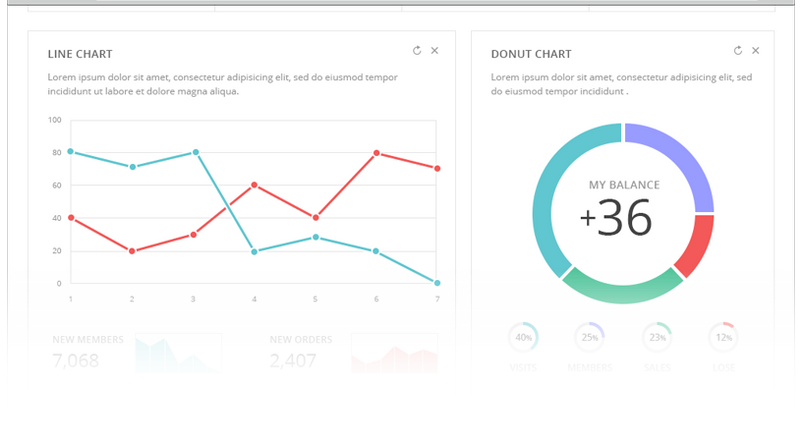 LINE CHART
Lorem ipsum dolor sit amet, consectetur adipisicing elit, sed do eiusmod tempor
incididunt ut labore et dolore magna aliqua.
100
80
60
40
20
0
1 2 3 4 5 6 7
NEW MEMBERS
7,068
NEW ORDERS
2,407
DONUT CHART
Lorem ipsum dolor sit amet, consectetur adipisicing elit, sed
do eiusmod tempor incididunt .
MY BALANCE
+36
40% 25% 23% 12%
VISITS MEMBERS SALES LOSE